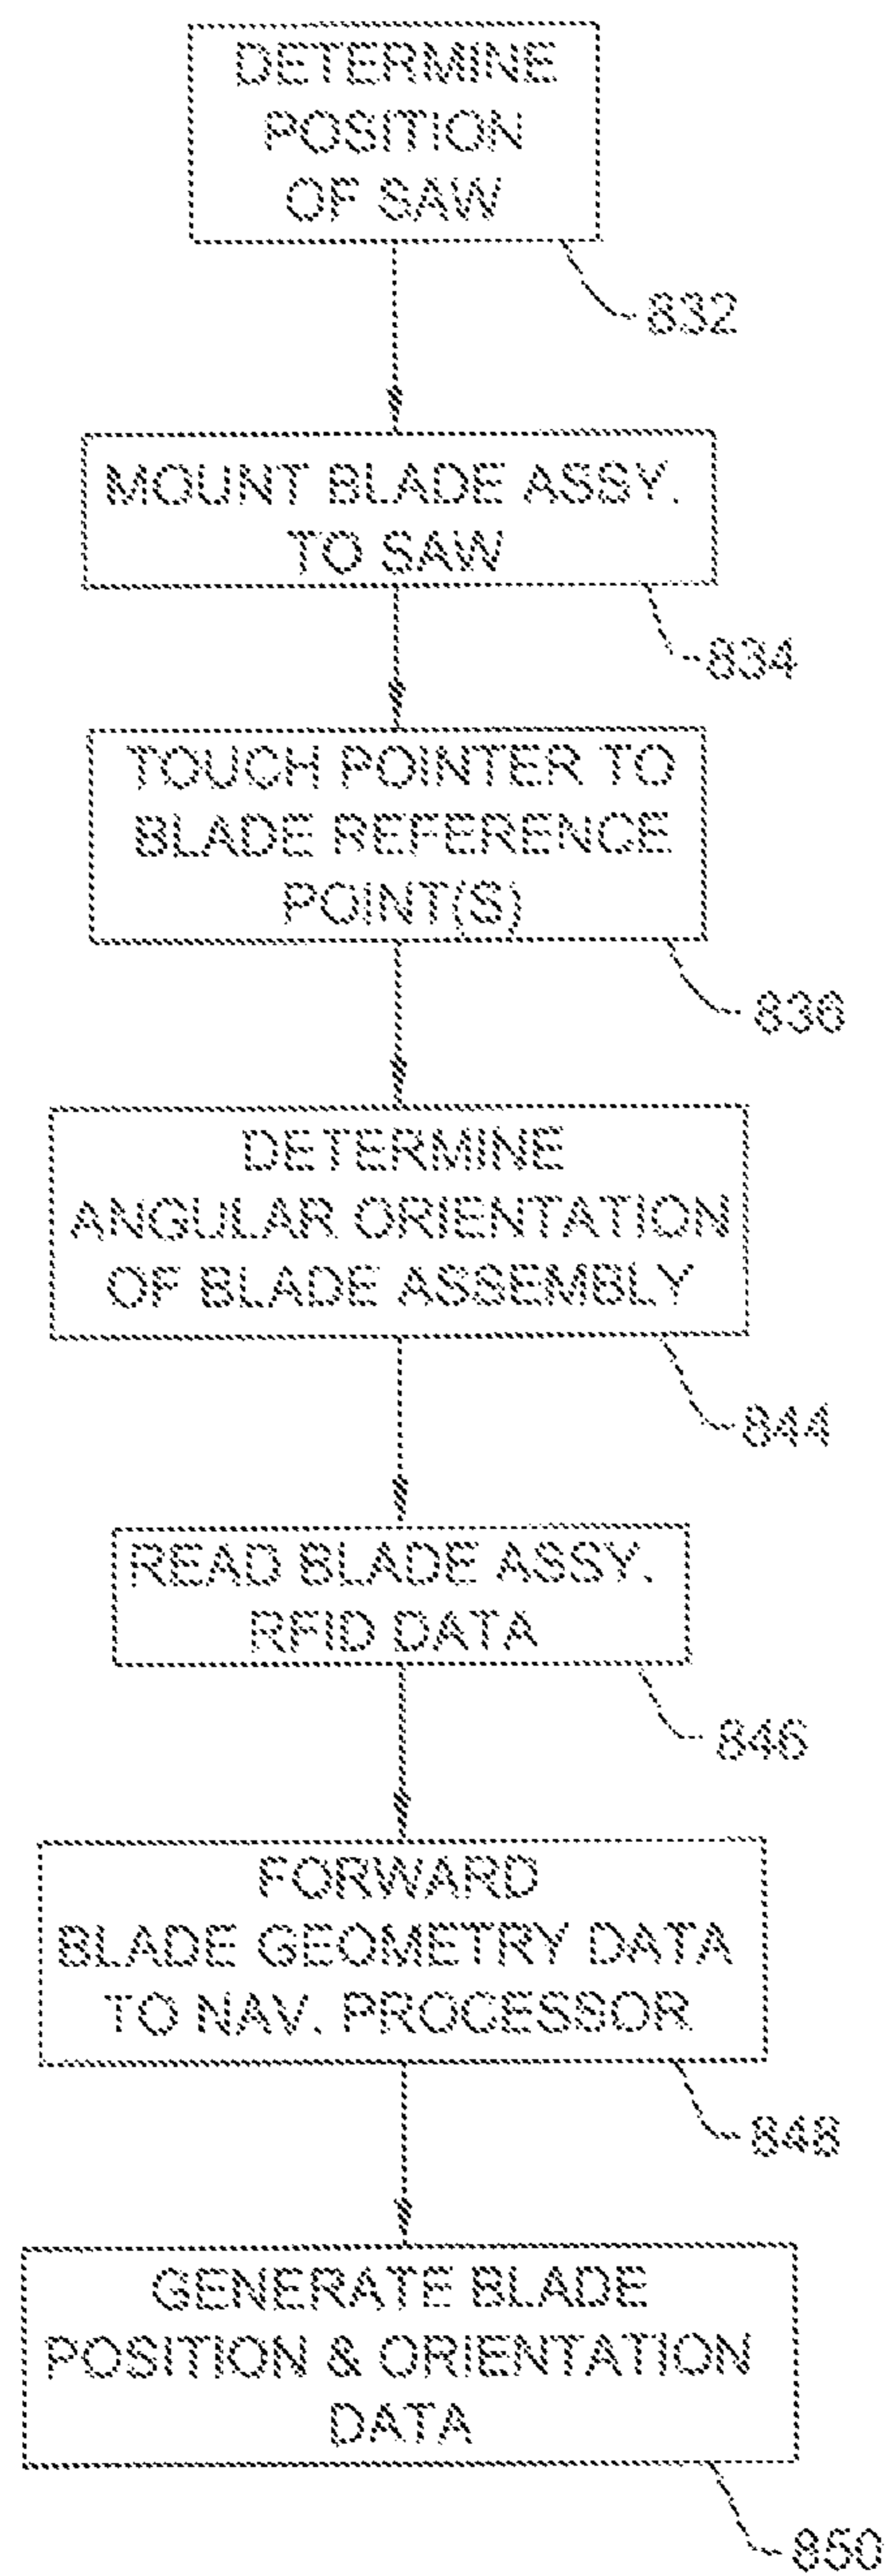 DETERMINE
POSITION
OF SAW
832
MOUNT BLADE ASSY.
TO SAW
834
TOUCH POINTER TO
BLADE REFERENCE
POINT(S)
836
DETERMINE
ANGULAR ORIENTATION
OF BLADE ASSEMBLY
844
READ BLADE ASSY.
RFID DATA
846
FORWARD
BLADE GEOMETRY DATA
TO NAV. PROCESSOR
848
GENERATE BLADE
POSITION & ORIENTATION
DATA
850